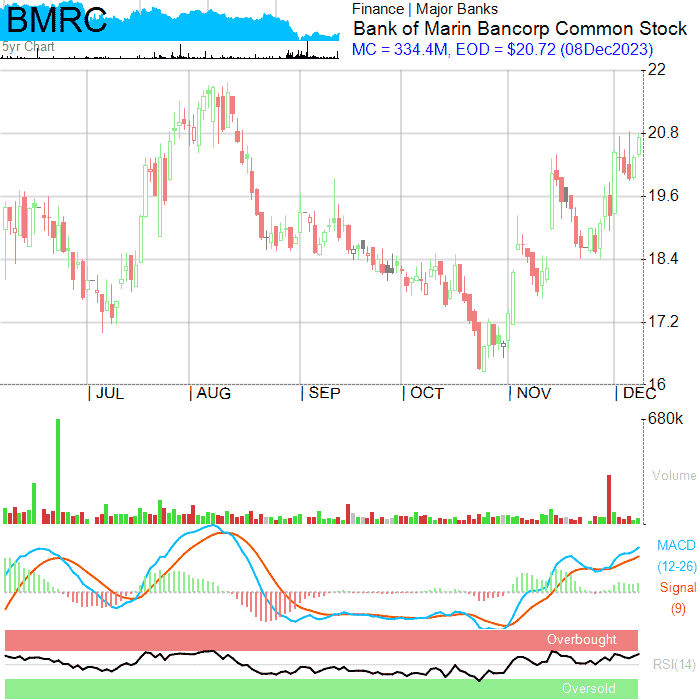 BMRC
5yr Chart
Finance | Major Banks
Bank of Marin Bancorp Common Stock
MC = 334.4M, EOD = $20.72 (08Dec2023)
22
20.8
19.6
18.4
17.2
16
JUL AUG SEP OCT NOV DEC
680k
Volume
MACD
(12-26)
Signal
(9)
Overbought
RSI(14)
Oversold